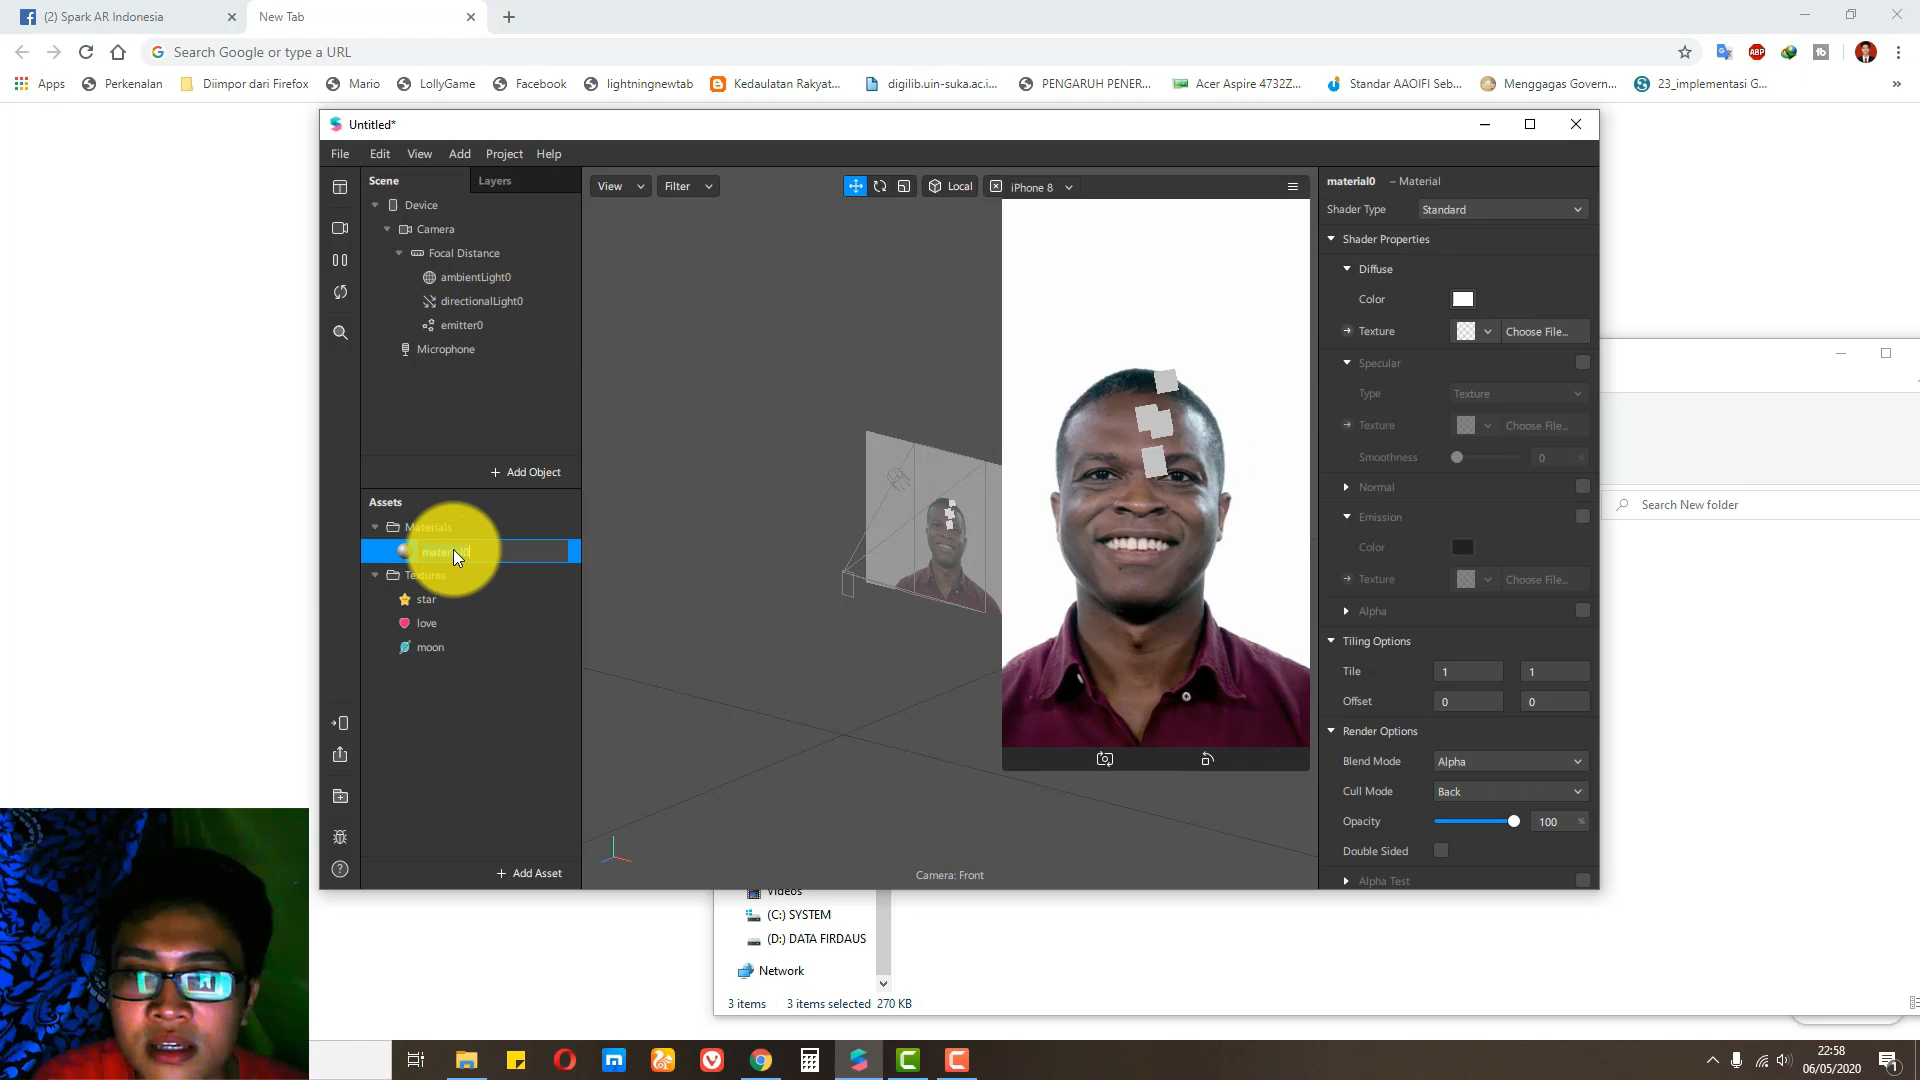 (2) Spark AR Indonesia
New Tab
Search Google or type a URL
Apps
Perkenalan
Diimpor dari Firefox
Mario
LollyGame
Facebook
lightningnewtab
Kedaulatan Rakyat...
digilib.uin-suka.ac.i...
PENGARUH PENER...
Acer Aspire 4732Z...
Standar AAOIFI Seb...
Menggagas Govern...
23_implementasi G...
Untitled*
File Edit View Add Project Help
Scene
Layers
Device
Camera
Focal Distance
ambientLight0
directionalLight0
emitter0
Microphone
+ Add Object
Assets
Materials
material0
Textures
star
love
moon
+ Add Asset
View
Filter
Local
iPhone 8
Camera: Front
material0 – Material
Shader Type Standard
Shader Properties
Diffuse
Color
Texture Choose File...
Specular
Type Texture
Texture Choose File...
Smoothness 0 %
Normal
Emission
Color
Texture Choose File...
Alpha
Tiling Options
Tile 1 1
Offset 0 0
Render Options
Blend Mode Alpha
Cull Mode Back
Opacity 100 %
Double Sided
Alpha Test
Search New folder
Videos
(C:) SYSTEM
(D:) DATA FIRDAUS
Network
3 items 3 items selected 270 KB
22:58
06/05/2020